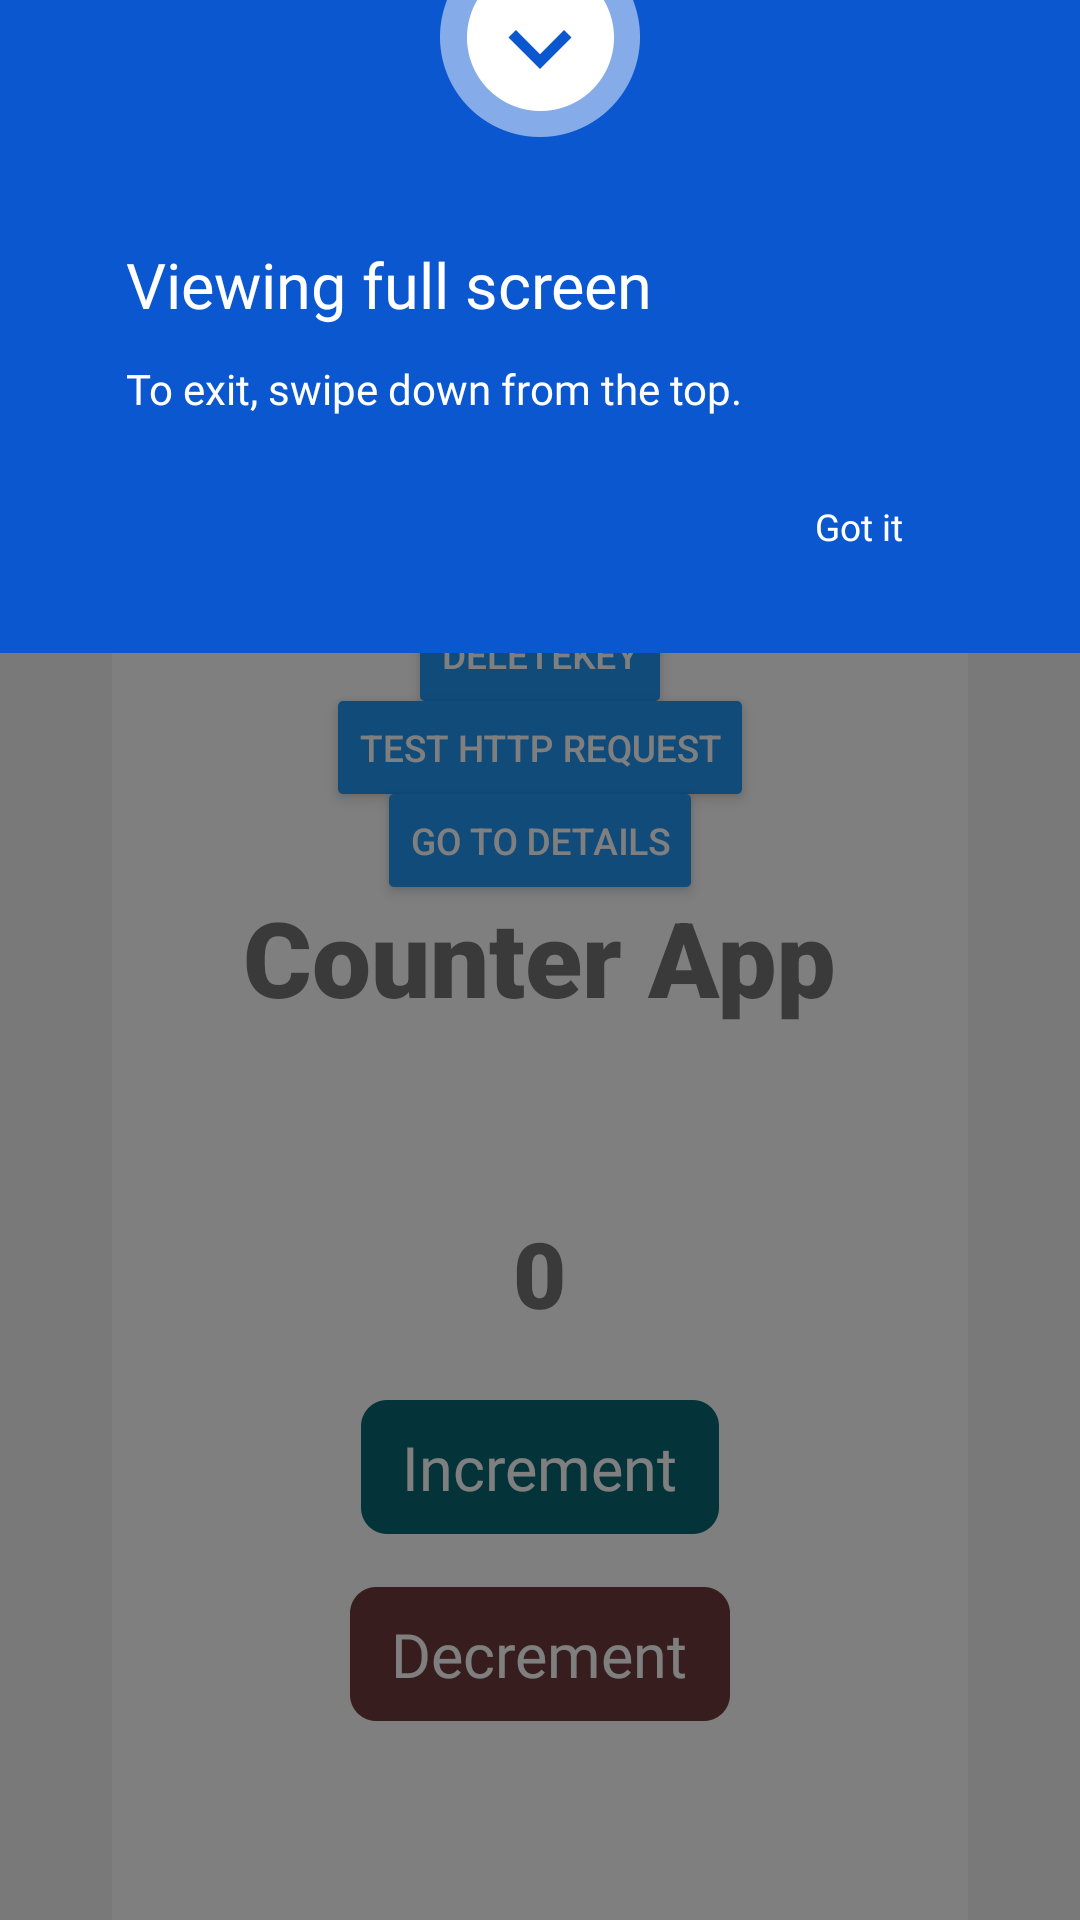 Viewing full screen
To exit, swipe down from the top.
Got it
DELETEKEY
TEST HTTP REQUEST
GO TO DETAILS
Counter App
0
Increment
Decrement